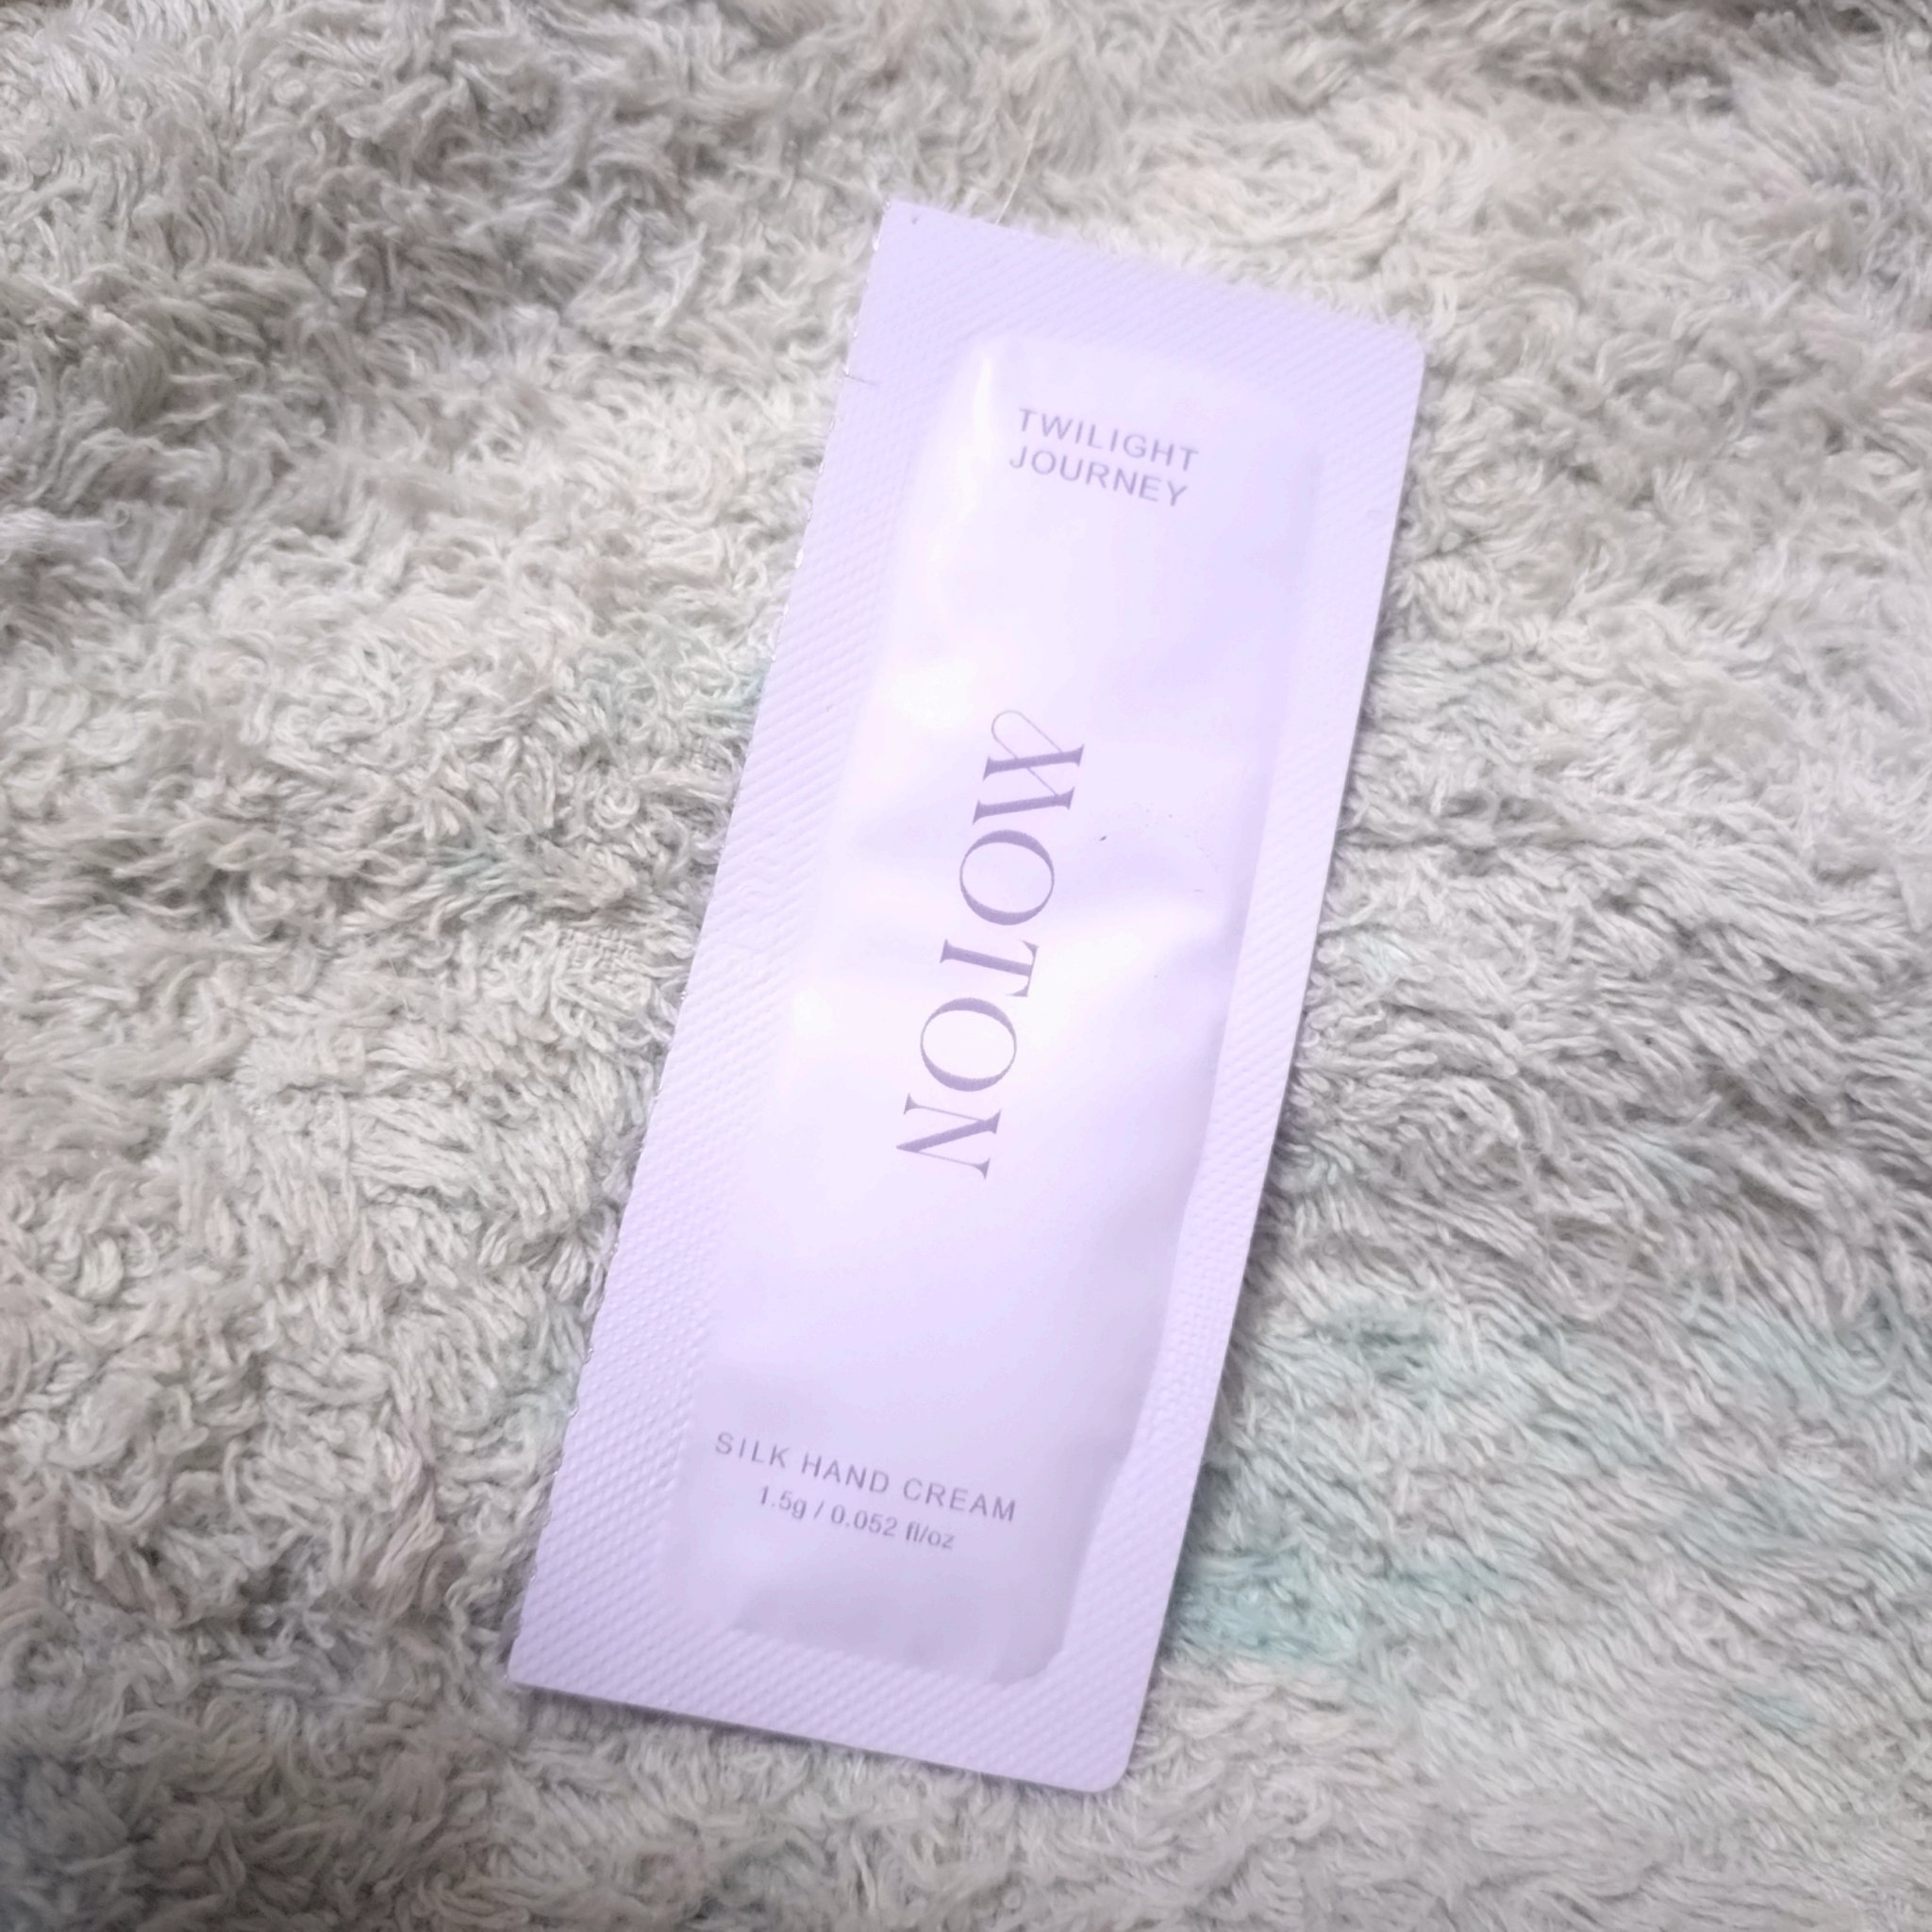 TWILIGHT
JOURNEY
MOTON
SILK HAND CREAM
1.5g / 0.052 fl/oz